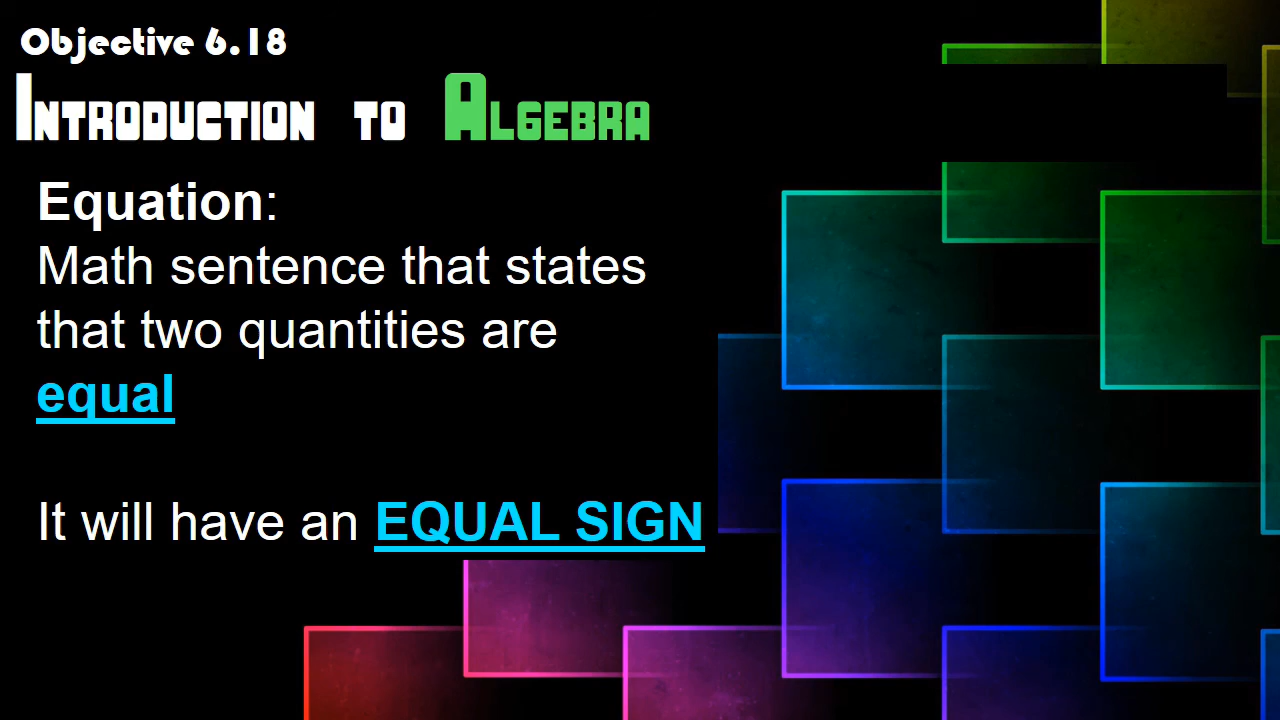 Objective 6.18
Introduction to Algebra
Equation:
Math sentence that states
that two quantities are
equal
It will have an EQUAL SIGN